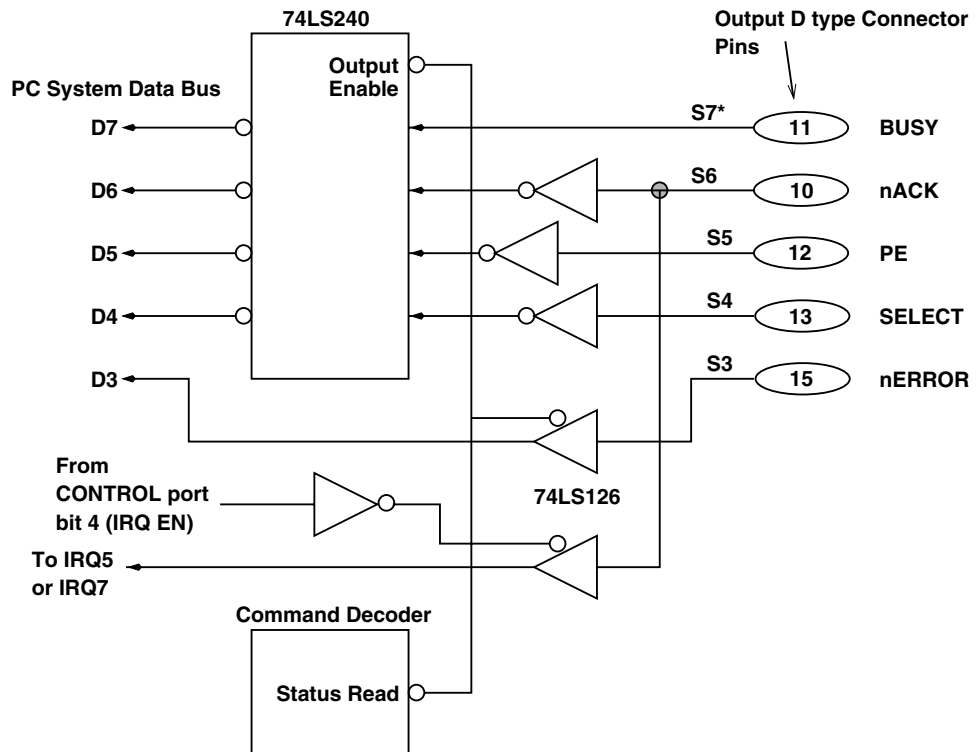 74LS240
Output D type Connector
Pins
Output
Enable
PC System Data Bus
D7
S7*
11
BUSY
D6
S6
10
nACK
D5
S5
12
PE
D4
S4
13
SELECT
D3
S3
15
nERROR
From
CONTROL port
bit 4 (IRQ EN)
74LS126
To IRQ5
or IRQ7
Command Decoder
Status Read